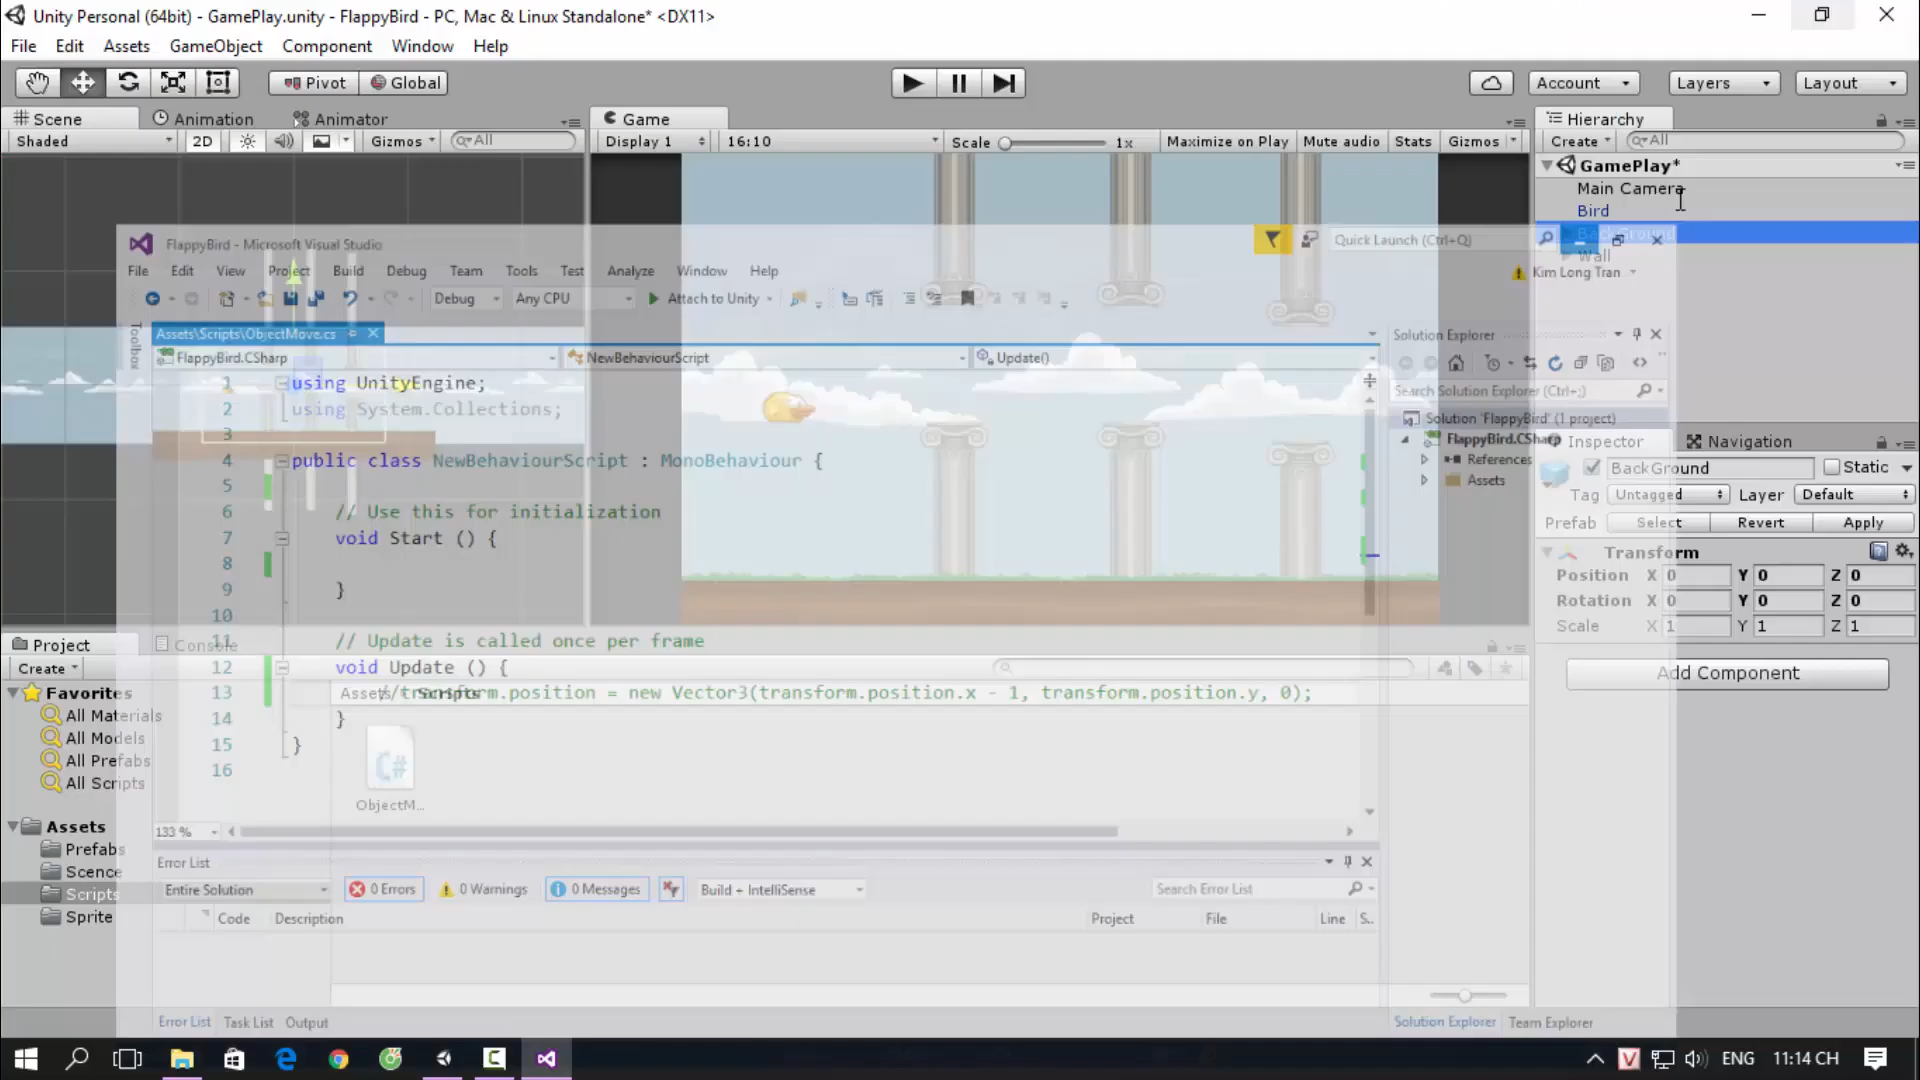 Unity Personal (64bit) - GamePlay.unity - FlappyBird - PC, Mac & Linux Standalone* <DX11>
File Edit Assets GameObject Component Window Help
Pivot Global Account Layers Layout
Scene Animation Animator Game Hierarchy
Shaded 2D Gizmos All Display 1 16:10 Scale 1x Maximize on Play Mute audio Stats Gizmos Create All
GamePlay*
Main Camera
Bird
BackGround
Wall
FlappyBird - Microsoft Visual Studio Quick Launch (Ctrl+Q)
File Edit View Project Build Debug Team Tools Test Analyze Window Help Kim Long Tran
Debug Any CPU Attach to Unity
Toolbox
Assets\Scripts\ObjectMove.cs Solution Explorer
FlappyBird.CSharp NewBehaviourScript Update()
Search Solution Explorer (Ctrl+;)
Solution 'FlappyBird' (1 project)
FlappyBird.CSharp
References
Assets
1 using UnityEngine;
2 using System.Collections;
3
4 public class NewBehaviourScript : MonoBehaviour {
5
6 // Use this for initialization
7 void Start () {
8
9 }
10
11 // Update is called once per frame
12 void Update () {
13 //transform.position = new Vector3(transform.position.x - 1, transform.position.y, 0);
14 }
15 }
16
Inspector Navigation
BackGround Static
Tag Untagged Layer Default
Prefab Select Revert Apply
Transform
Position X 0 Y 0 Z 0
Rotation X 0 Y 0 Z 0
Scale X 1 Y 1 Z 1
Add Component
Project Console
Create
Favorites
All Materials
All Models
All Prefabs
All Scripts
Assets
Prefabs
Scence
Scripts
Sprite
Assets Scripts
ObjectM...
133 %
Error List
Entire Solution 0 Errors 0 Warnings 0 Messages Build + IntelliSense Search Error List
Code Description Project File Line S..
Error List Task List Output Solution Explorer Team Explorer
ENG 11:14 CH